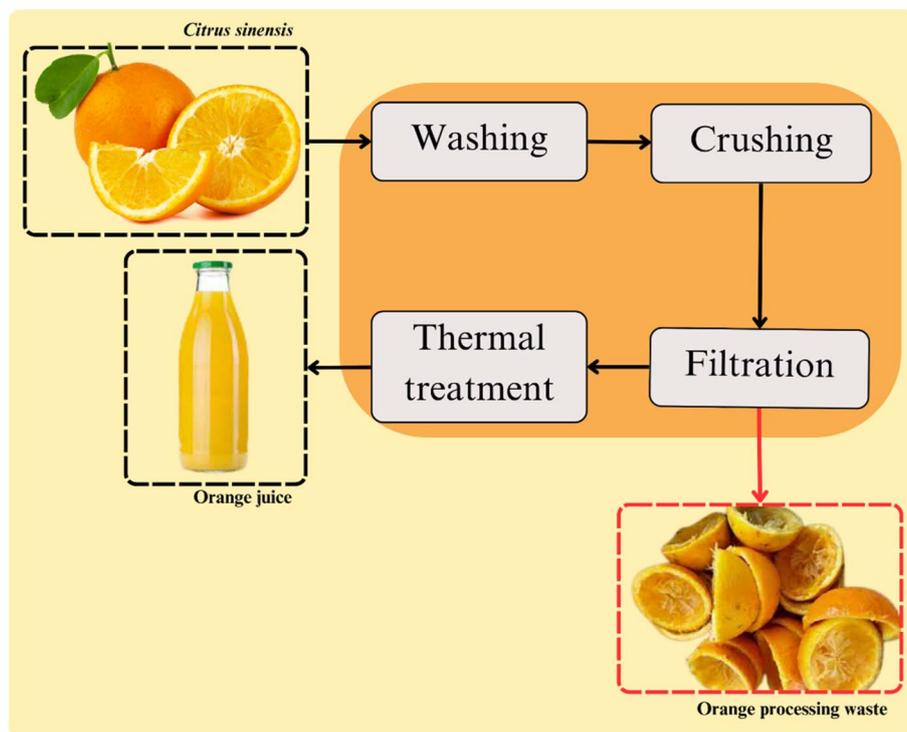 Citrus sinensis
Washing
Crushing
Thermal
treatment
Filtration
Orange juice
Orange processing waste